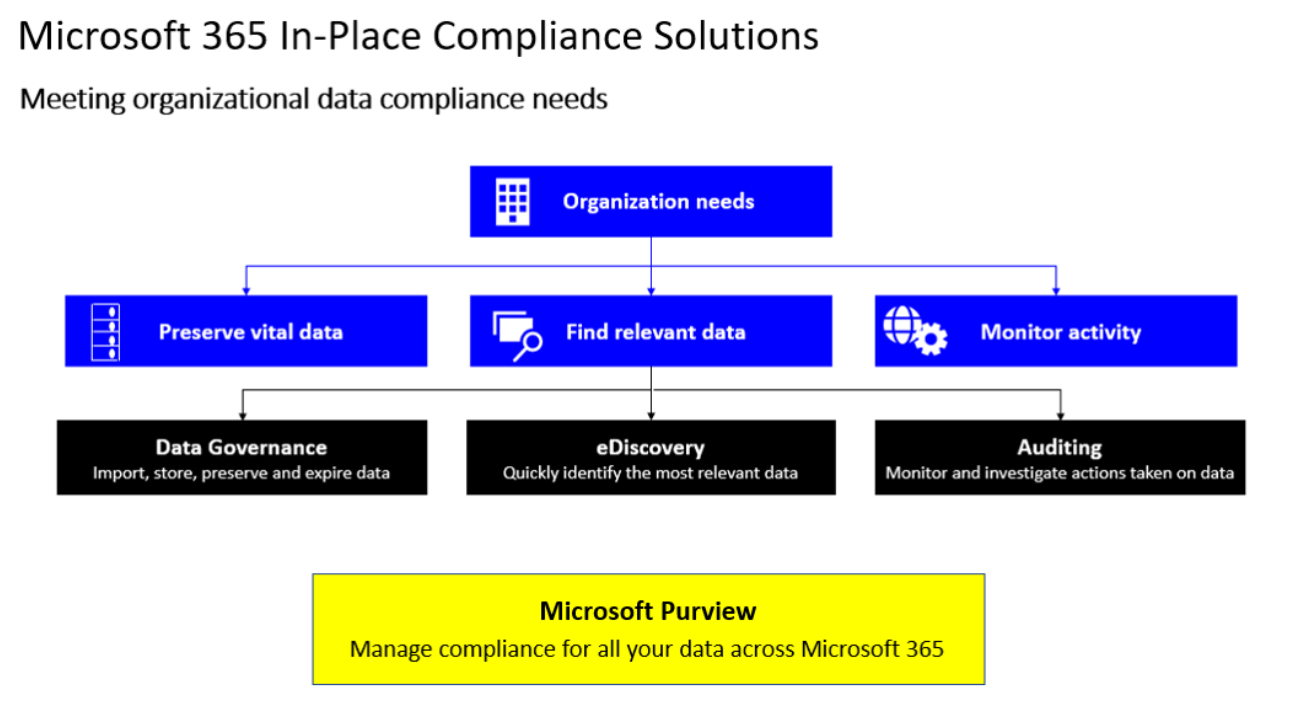 Microsoft 365 In-Place Compliance Solutions
Meeting organizational data compliance needs
Organization needs
Preserve vital data
Find relevant data
Monitor activity
Data Governance
Import, store, preserve and expire data
eDiscovery
Quickly identify the most relevant data
Auditing
Monitor and investigate actions taken on data
Microsoft Purview
Manage compliance for all your data across Microsoft 365